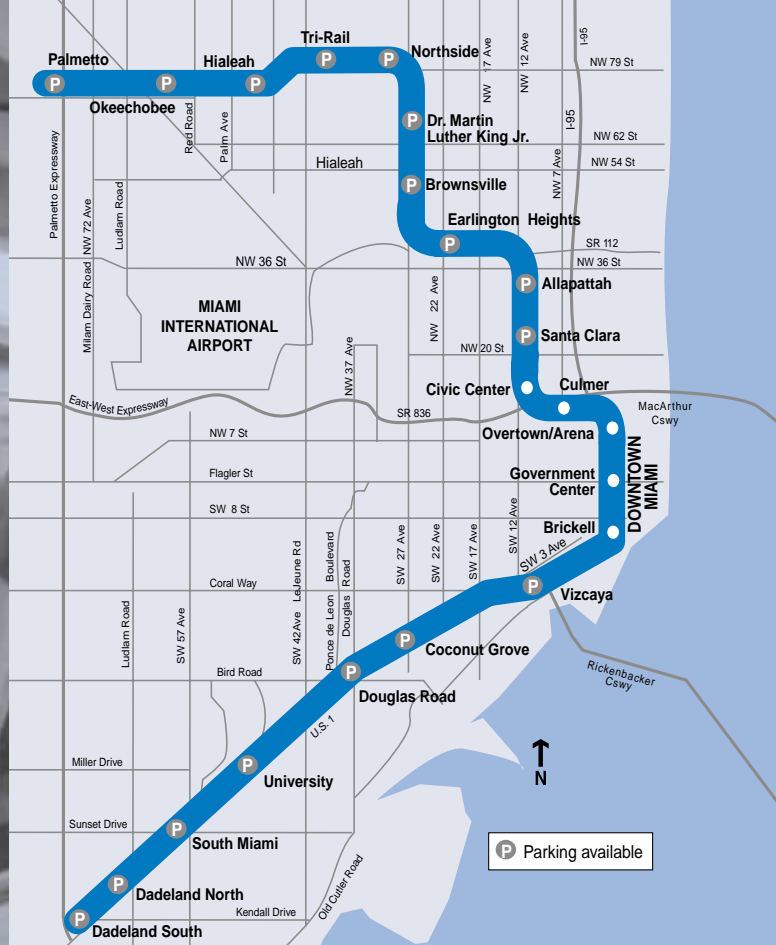 Tri-Rail
Palmetto
Hialeah
Northside
NW 17 Ave
NW 12 Ave
I-95
NW 79 St
P
P
P
P
P
Okeechobee
Red Road
Palm Ave
P
Dr. Martin
Luther King Jr.
I-95
NW 62 St
Hialeah
NW 54 St
NW 7 Ave
Palmetto Expressway
NW 72 Ave
Milam Dairy Road
Ludlam Road
P
Brownsville
Earlington Heights
P
SR 112
NW 36 St
NW 36 St
P
Allapattah
NW 22 Ave
MIAMI
INTERNATIONAL
AIRPORT
P
Santa Clara
NW 20 St
NW 37 Ave
Civic Center
Culmer
East-West Expressway
SR 836
MacArthur
Cswy
Overtown/Arena
NW 7 St
DOWNTOWN
MIAMI
Flagler St
Government
Center
SW 8 St
Brickell
SW 12 Ave
SW 3 Ave
SW 27 Ave
SW 22 Ave
SW 17 Ave
LeJeune Rd
SW 42Ave
Ponce de Leon Boulevard
Douglas Road
Coral Way
P
Vizcaya
Ludlam Road
SW 57 Ave
P
Coconut Grove
Bird Road
P
Douglas Road
Rickenbacker
Cswy
U.S. 1
N
Miller Drive
P
University
Sunset Drive
P
South Miami
P Parking available
Old Cutler Road
P
Dadeland North
Kendall Drive
P
Dadeland South